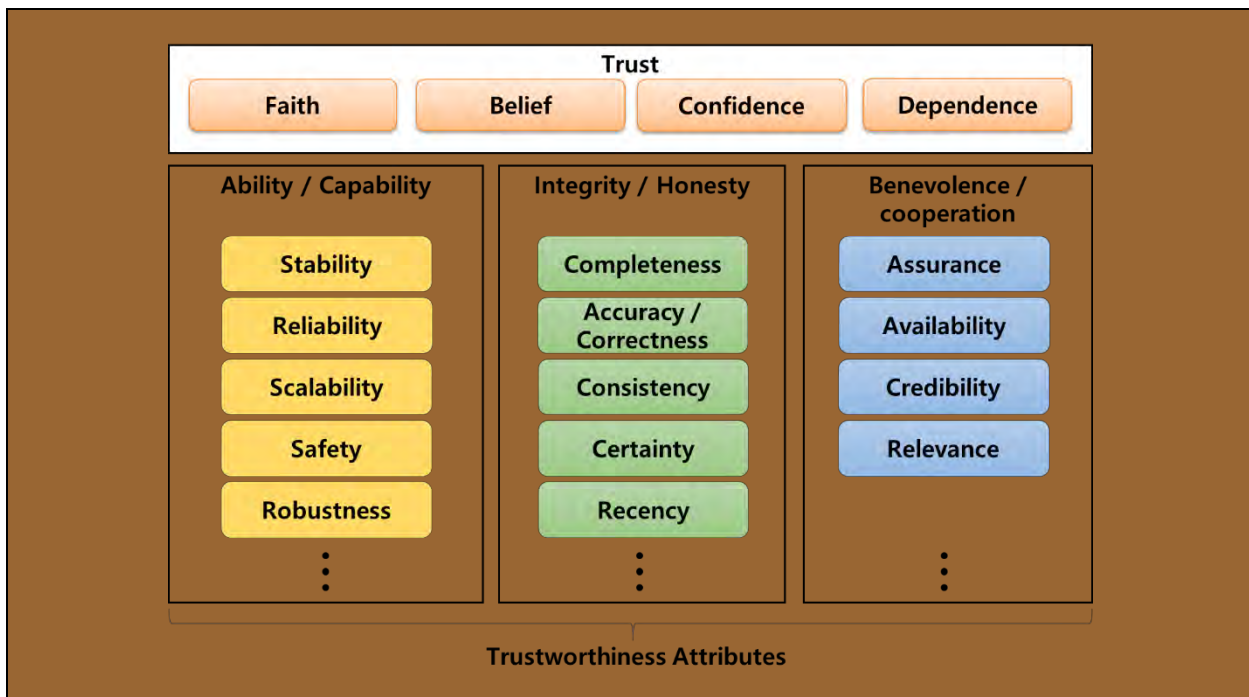 Trust
Faith
Belief
Confidence
Dependence
Ability / Capability
Stability
Reliability
Scalability
Safety
Robustness
Integrity / Honesty
Completeness
Accuracy /
Correctness
Consistency
Certainty
Recency
Benevolence /
cooperation
Assurance
Availability
Credibility
Relevance
Trustworthiness Attributes